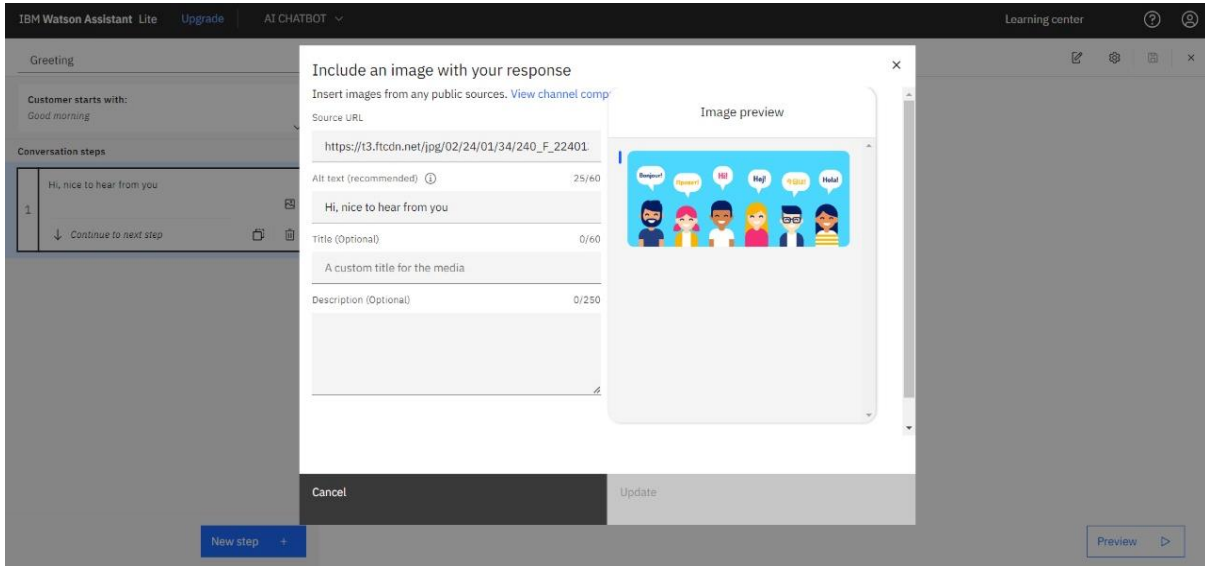 IBM Watson Assistant Lite Upgrade AI CHATBOT Learning center
Greeting
Customer starts with:
Good morning
Conversation steps
1
Hi, nice to hear from you
Continue to next step
New step +
Include an image with your response
Insert images from any public sources. View channel comp
Source URL
https://t3.ftcdn.net/jpg/02/24/01/34/240_F_22401
Alt text (recommended) 25/60
Hi, nice to hear from you
Title (Optional) 0/60
A custom title for the media
Description (Optional) 0/250
Image preview
Bonjour! Hi! Hej! Hola!
Cancel Update
Preview